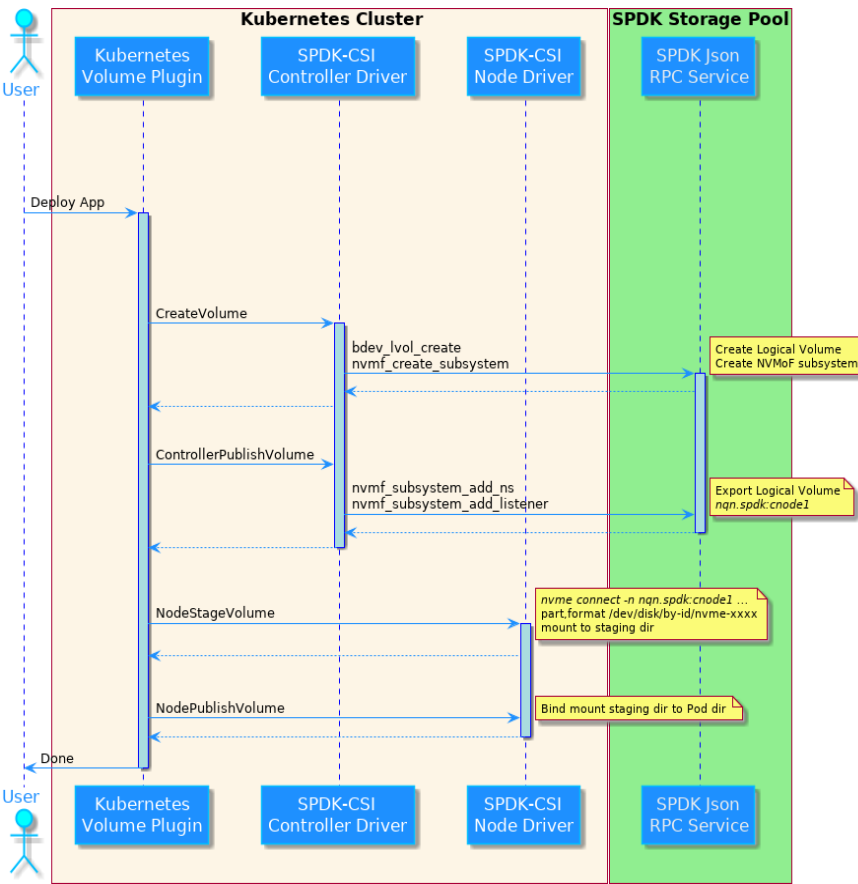 Kubernetes Cluster
SPDK Storage Pool
Kubernetes
Volume Plugin
SPDK-CSI
Controller Driver
SPDK-CSI
Node Driver
SPDK Json
RPC Service
User
Deploy App
CreateVolume
bdev_lvol_create
nvmf_create_subsystem
Create Logical Volume
Create NVMoF subsystem
ControllerPublishVolume
nvmf_subsystem_add_ns
nvmf_subsystem_add_listener
Export Logical Volume
nqn.spdk:cnode1
NodeStageVolume
nvme connect -n nqn.spdk:cnode1 ...
part,format /dev/disk/by-id/nvme-xxxx
mount to staging dir
NodePublishVolume
Bind mount staging dir to Pod dir
Done
User
Kubernetes
Volume Plugin
SPDK-CSI
Controller Driver
SPDK-CSI
Node Driver
SPDK Json
RPC Service